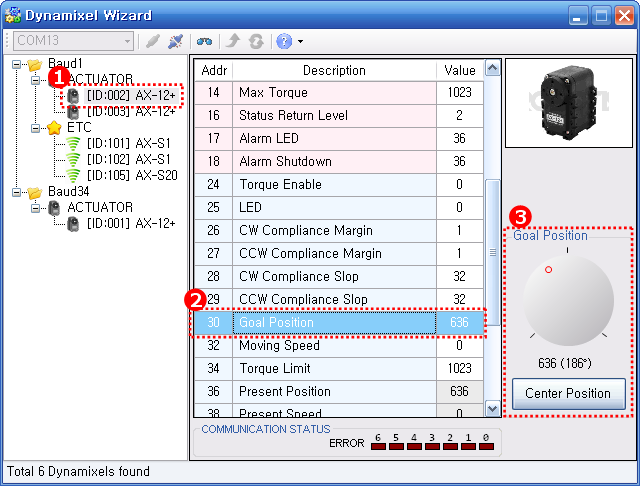 Dynamixel Wizard
COM13
Baud1
1
ACTUATOR
[ID:002] AX-12+
[ID:003] AX-12+
ETC
[ID:101] AX-S1
[ID:102] AX-S1
[ID:105] AX-S20
Baud34
ACTUATOR
[ID:001] AX-12+
Addr Description Value
14 Max Torque 1023
16 Status Return Level 2
17 Alarm LED 36
18 Alarm Shutdown 36
24 Torque Enable 0
25 LED 0
26 CW Compliance Margin 1
27 CCW Compliance Margin 1
28 CW Compliance Slop 32
2
29 CCW Compliance Slop 32
30 Goal Position 636
32 Moving Speed 0
34 Torque Limit 1023
36 Present Position 636
38 Present Speed 0
COMMUNICATION STATUS
ERROR 6 5 4 3 2 1 0
3
Goal Position
636 (186°)
Center Position
Total 6 Dynamixels found